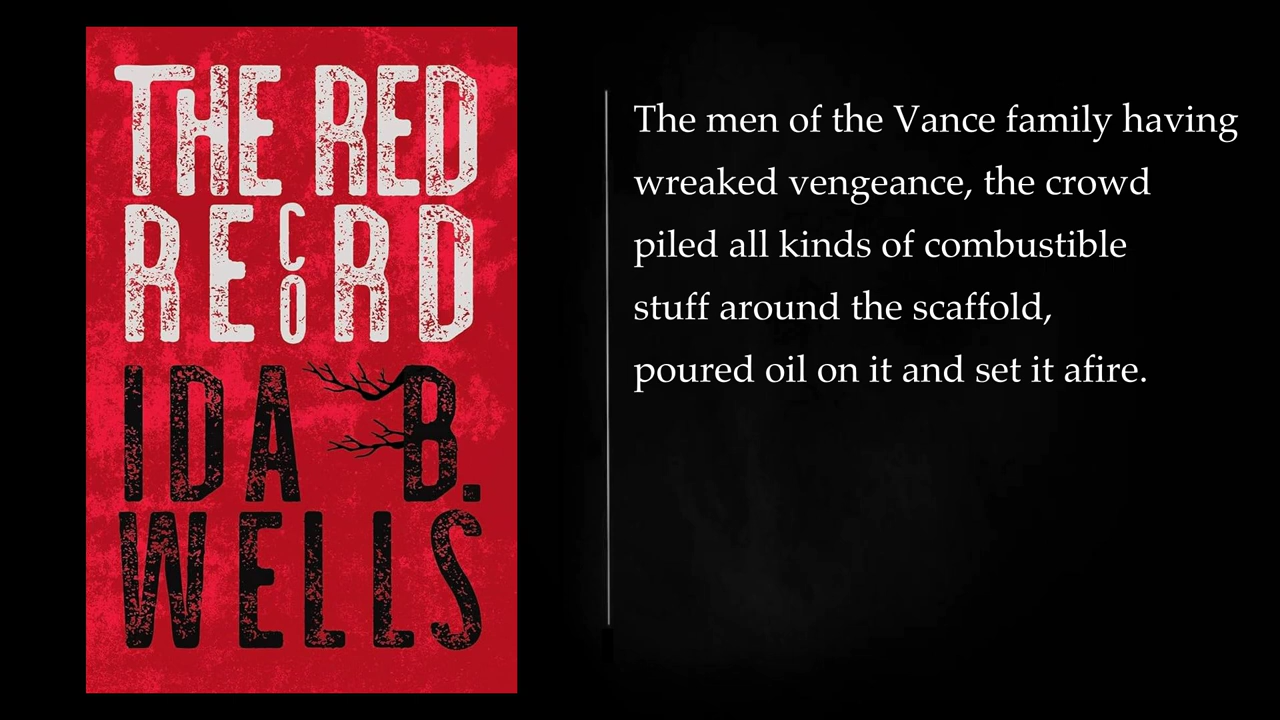 THE RED
RECORD
IDA B.
WELLS
The men of the Vance family having
wreaked vengeance, the crowd
piled all kinds of combustible
stuff around the scaffold,
poured oil on it and set it afire.